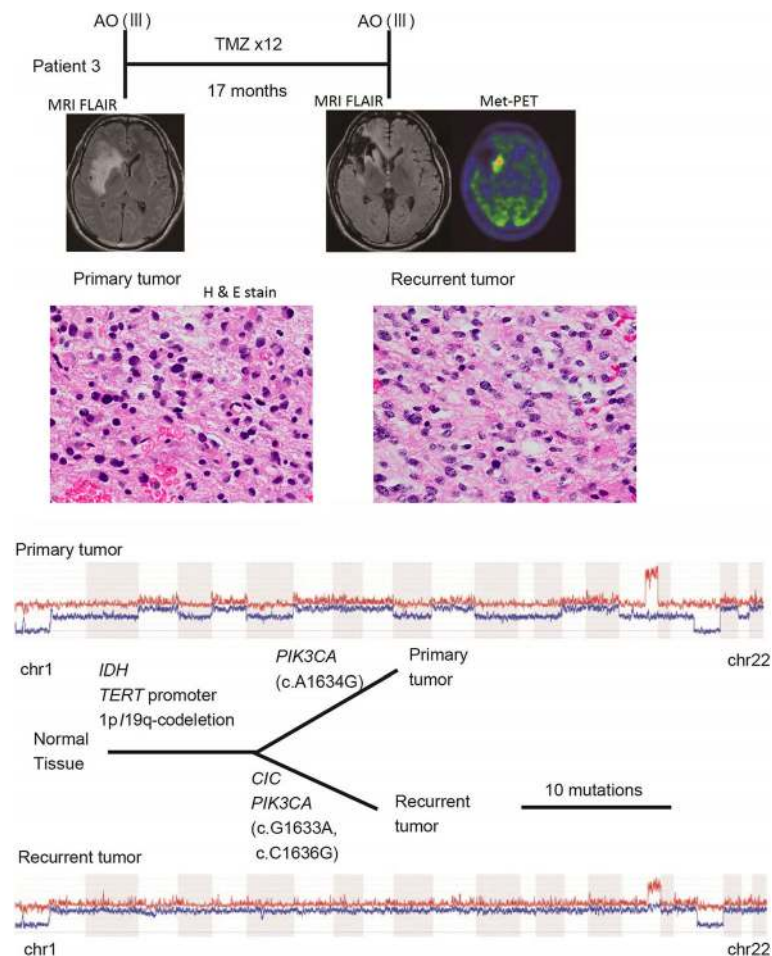 AO (III)
AO (III)
TMZ x12
Patient 3
17 months
MRI FLAIR
MRI FLAIR
Met-PET
Primary tumor
Recurrent tumor
H & E stain
Primary tumor
chr1
chr22
IDH
TERT promoter
1p/19q-codeletion
PIK3CA
(c.A1634G)
Primary
tumor
Normal
Tissue
CIC
PIK3CA
(c.G1633A,
c.C1636G)
Recurrent
tumor
10 mutations
Recurrent tumor
chr1
chr22